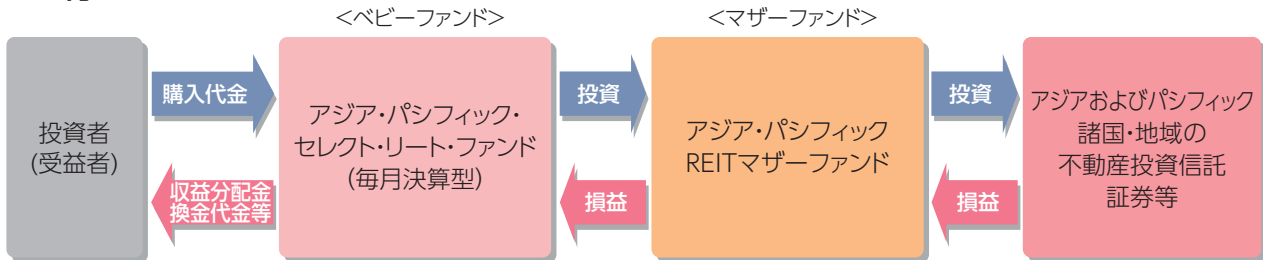 <ベビーファンド>
<マザーファンド>
投資者
(受益者)
購入代金
収益分配金
換金代金等
アジア・パシフィック・
セレクト・リート・ファンド
(毎月決算型)
投資
損益
アジア・パシフィック
REITマザーファンド
投資
損益
アジアおよびパシフィック
諸国・地域の
不動産投資信託
証券等